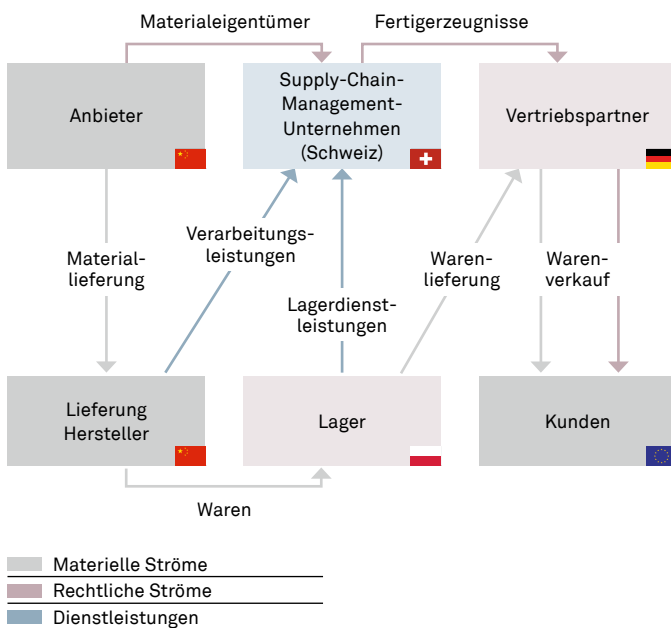 Materialeigentümer
Fertigerzeugnisse
Anbieter
Supply-Chain-
Management-
Unternehmen
(Schweiz)
Vertriebspartner
Material-
lieferung
Verarbeitungs-
leistungen
Lagerdienst-
leistungen
Waren-
lieferung
Waren-
verkauf
Lieferung
Hersteller
Lager
Kunden
Waren
Materielle Ströme
Rechtliche Ströme
Dienstleistungen